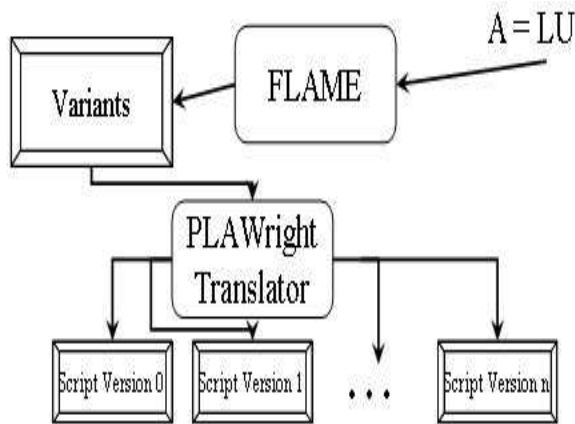 A = LU
FLAME
Variants
PLAWright
Translator
Script Version 0
Script Version 1
...
Script Version n